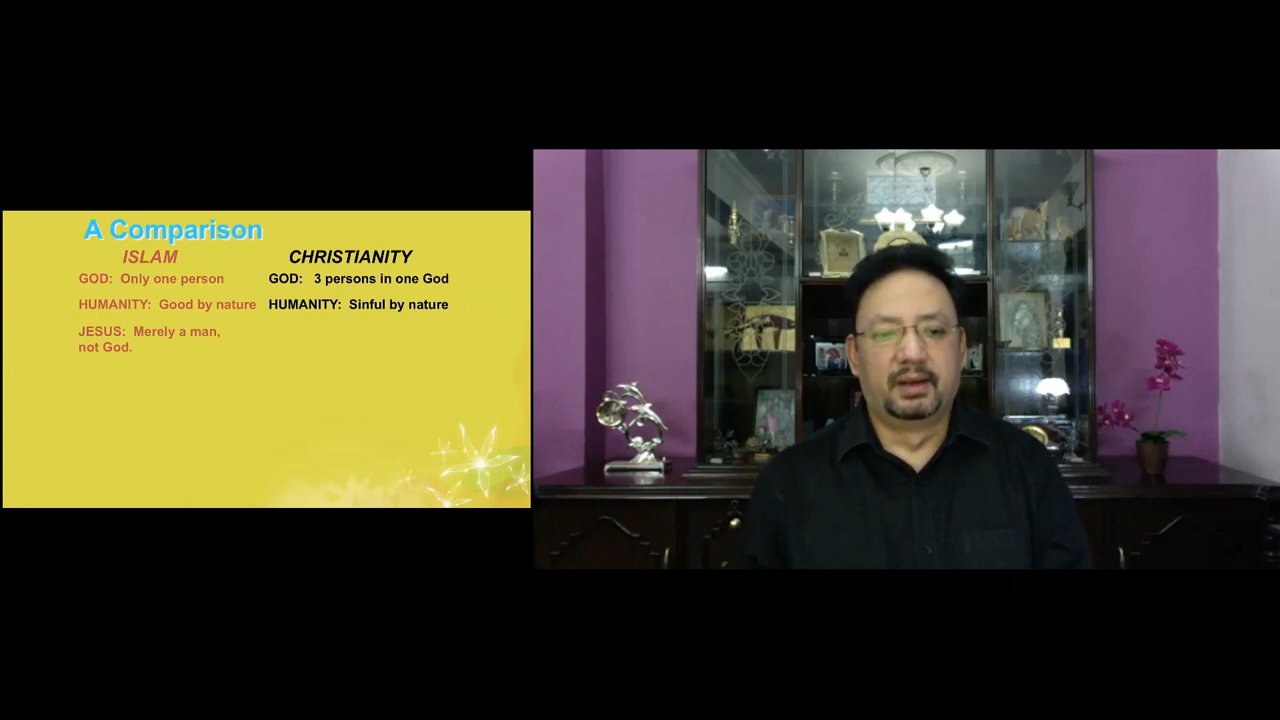 A Comparison
ISLAM
CHRISTIANITY
GOD: Only one person
GOD: 3 persons in one God
HUMANITY: Good by nature
HUMANITY: Sinful by nature
JESUS: Merely a man,
not God.